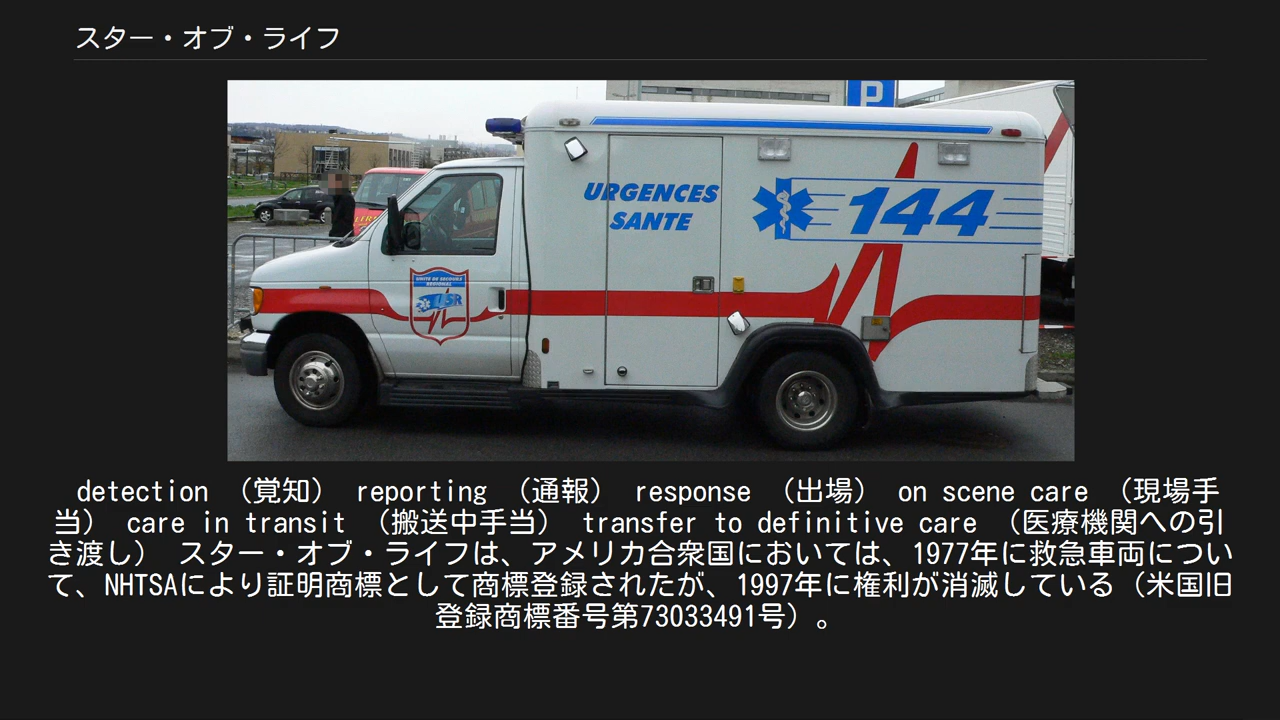 スター・オブ・ライフ
P
URGENCES
SANTE
144
UNITE DE SECOURS
REGIONAL
USR
detection （覚知） reporting （通報） response （出場） on scene care （現場手
当） care in transit （搬送中手当） transfer to definitive care （医療機関への引
き渡し） スター・オブ・ライフは、アメリカ合衆国においては、1977年に救急車両につい
て、NHTSAにより証明商標として商標登録されたが、1997年に権利が消滅している（米国旧
登録商標番号第73033491号）。